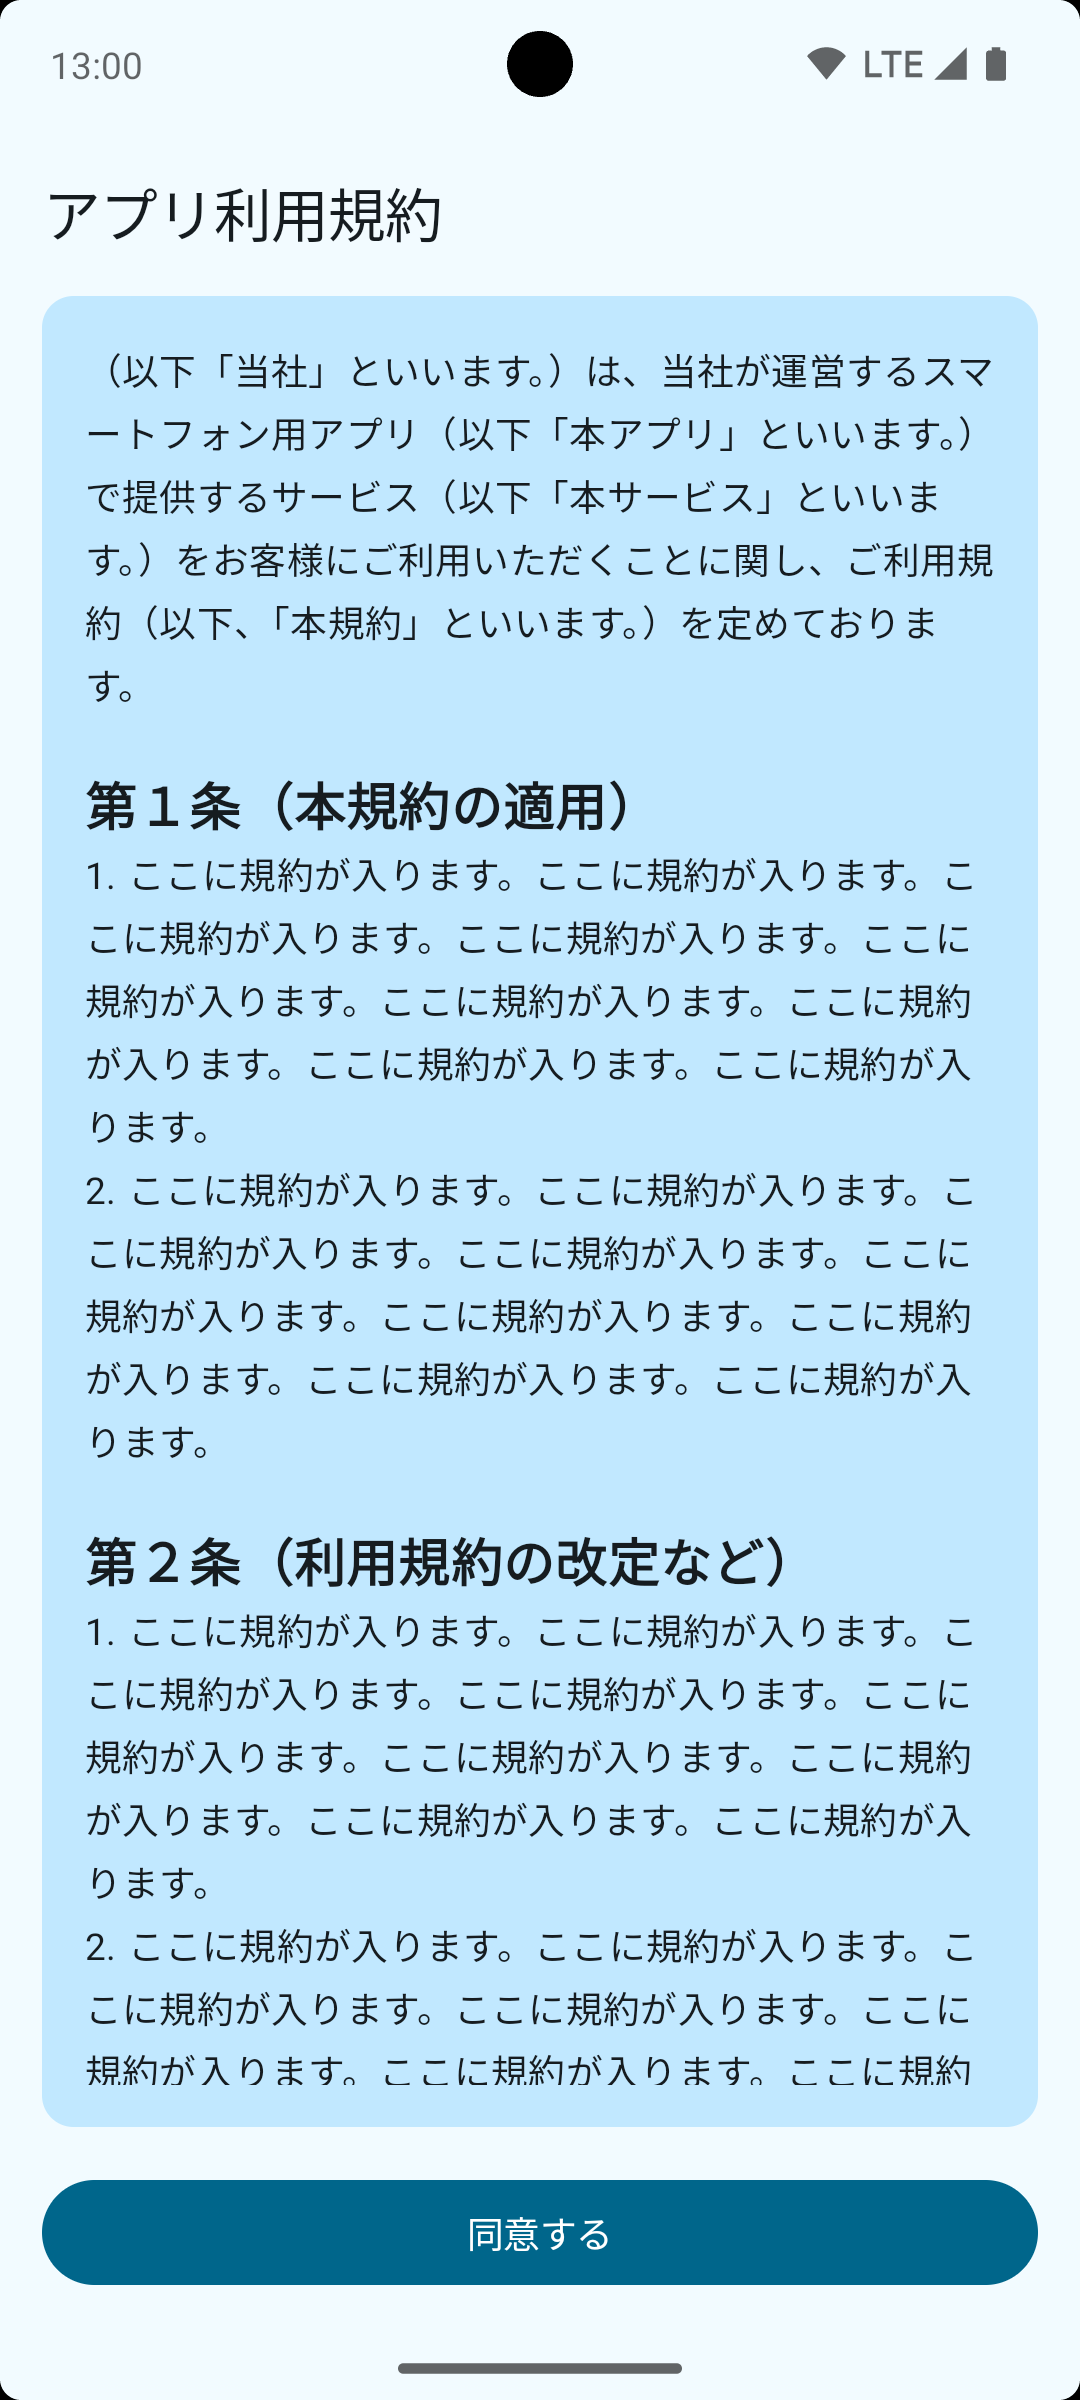 13:00
LTE
アプリ利用規約
（以下「当社」といいます。）は、当社が運営するスマ
ートフォン用アプリ（以下「本アプリ」といいます。）
で提供するサービス（以下「本サービス」といいま
す。）をお客様にご利用いただくことに関し、ご利用規
約（以下、「本規約」といいます。）を定めておりま
す。
第１条（本規約の適用）
1. ここに規約が入ります。ここに規約が入ります。こ
こに規約が入ります。ここに規約が入ります。ここに
規約が入ります。ここに規約が入ります。ここに規約
が入ります。ここに規約が入ります。ここに規約が入
ります。
2. ここに規約が入ります。ここに規約が入ります。こ
こに規約が入ります。ここに規約が入ります。ここに
規約が入ります。ここに規約が入ります。ここに規約
が入ります。ここに規約が入ります。ここに規約が入
ります。
第２条（利用規約の改定など）
1. ここに規約が入ります。ここに規約が入ります。こ
こに規約が入ります。ここに規約が入ります。ここに
規約が入ります。ここに規約が入ります。ここに規約
が入ります。ここに規約が入ります。ここに規約が入
ります。
2. ここに規約が入ります。ここに規約が入ります。こ
こに規約が入ります。ここに規約が入ります。ここに
規約が入ります。ここに規約が入ります。ここに規約
同意する